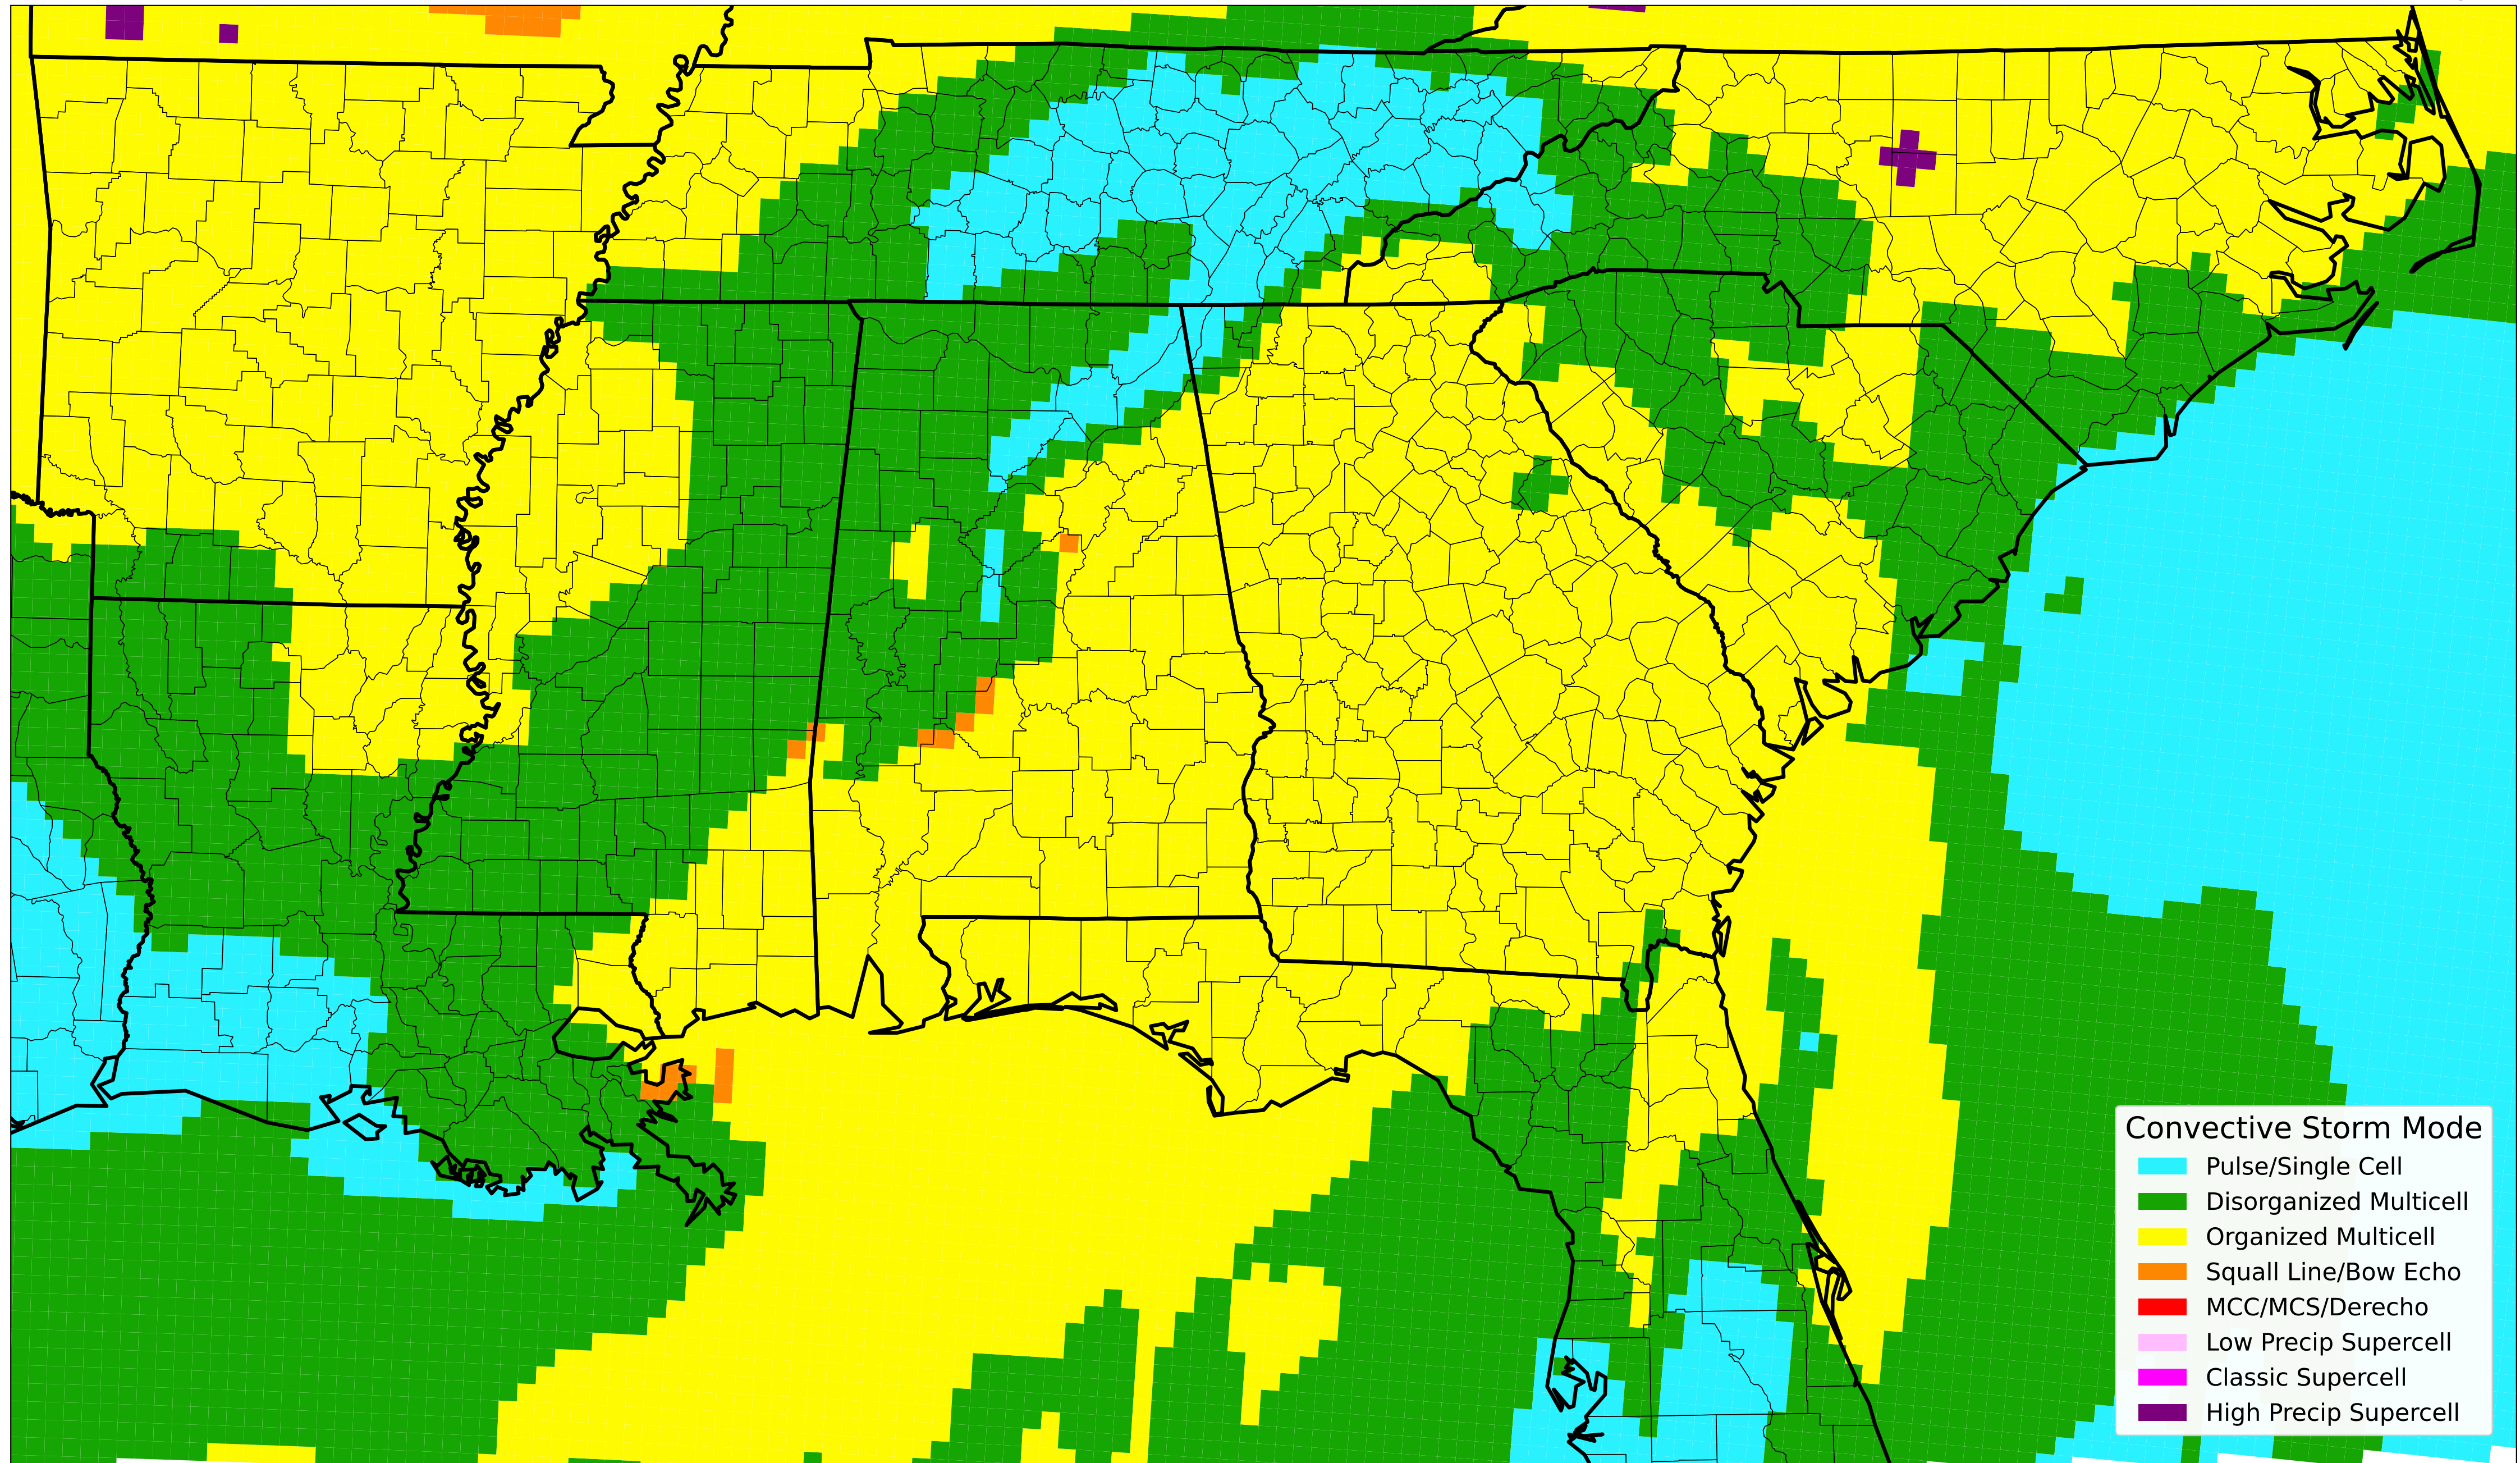 Convective Storm Mode
Pulse/Single Cell
Disorganized Multicell
Organized Multicell
Squall Line/Bow Echo
MCC/MCS/Derecho
Low Precip Supercell
Classic Supercell
High Precip Supercell